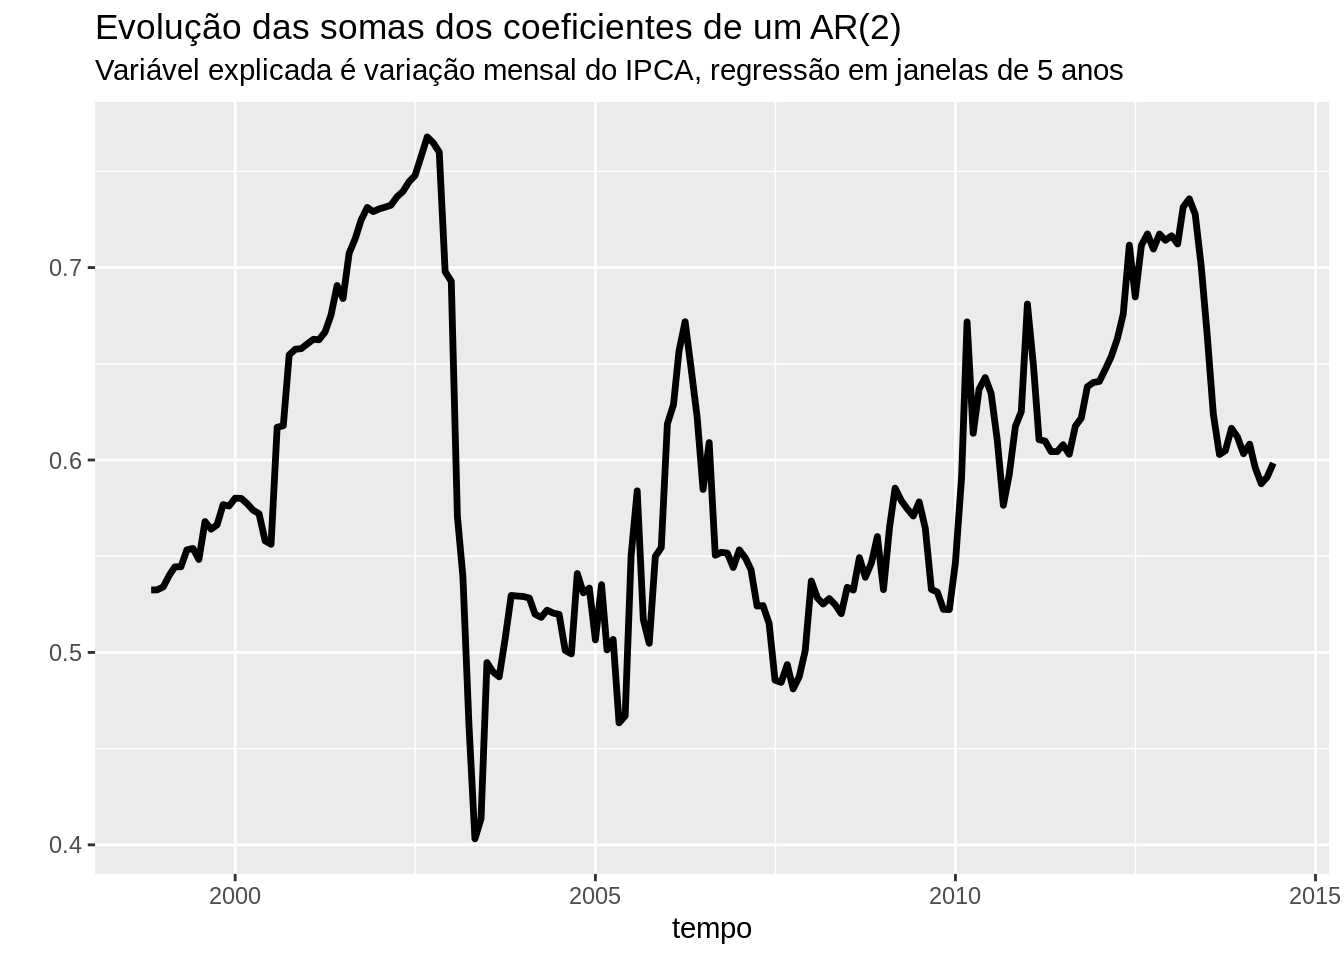 Evolução das somas dos coeficientes de um AR(2)
Variável explicada é variação mensal do IPCA, regressão em janelas de 5 anos
0.7
0.6
0.5
0.4
2000 2005 2010 2015
tempo